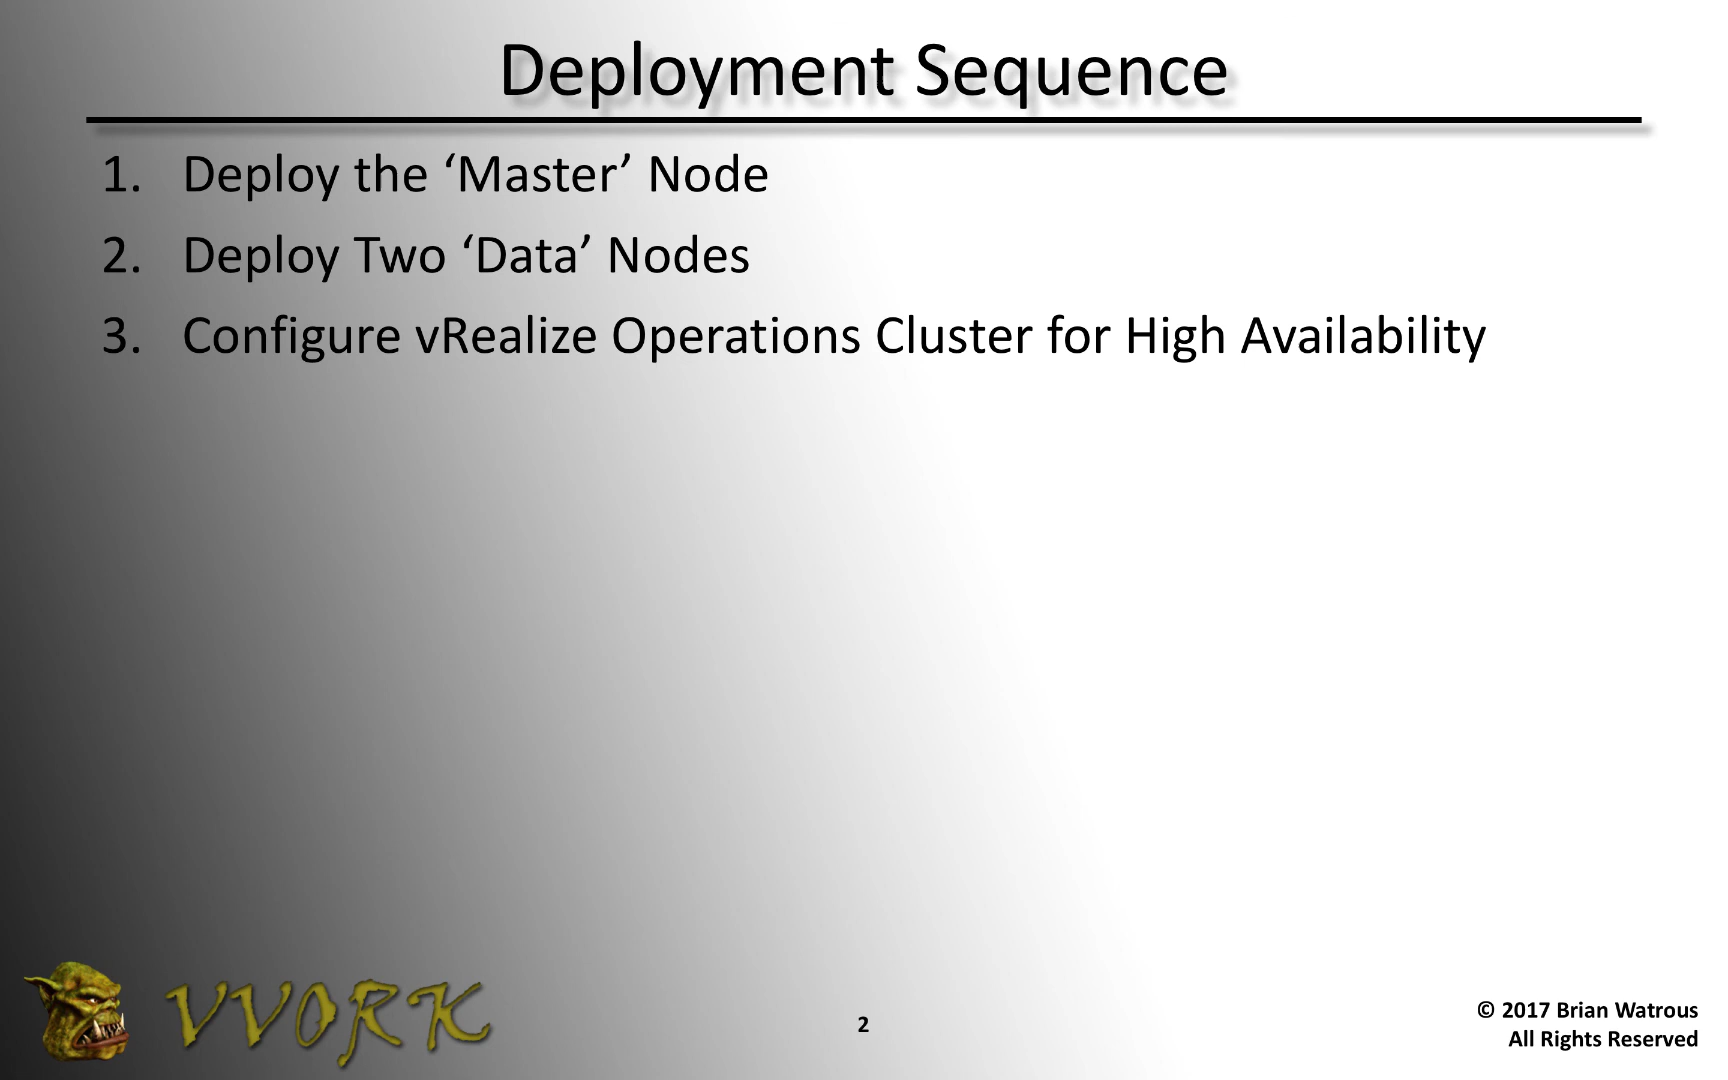 Deployment Sequence
1. Deploy the ‘Master’ Node
2. Deploy Two ‘Data’ Nodes
3. Configure vRealize Operations Cluster for High Availability
VVORK
2
© 2017 Brian Watrous
All Rights Reserved